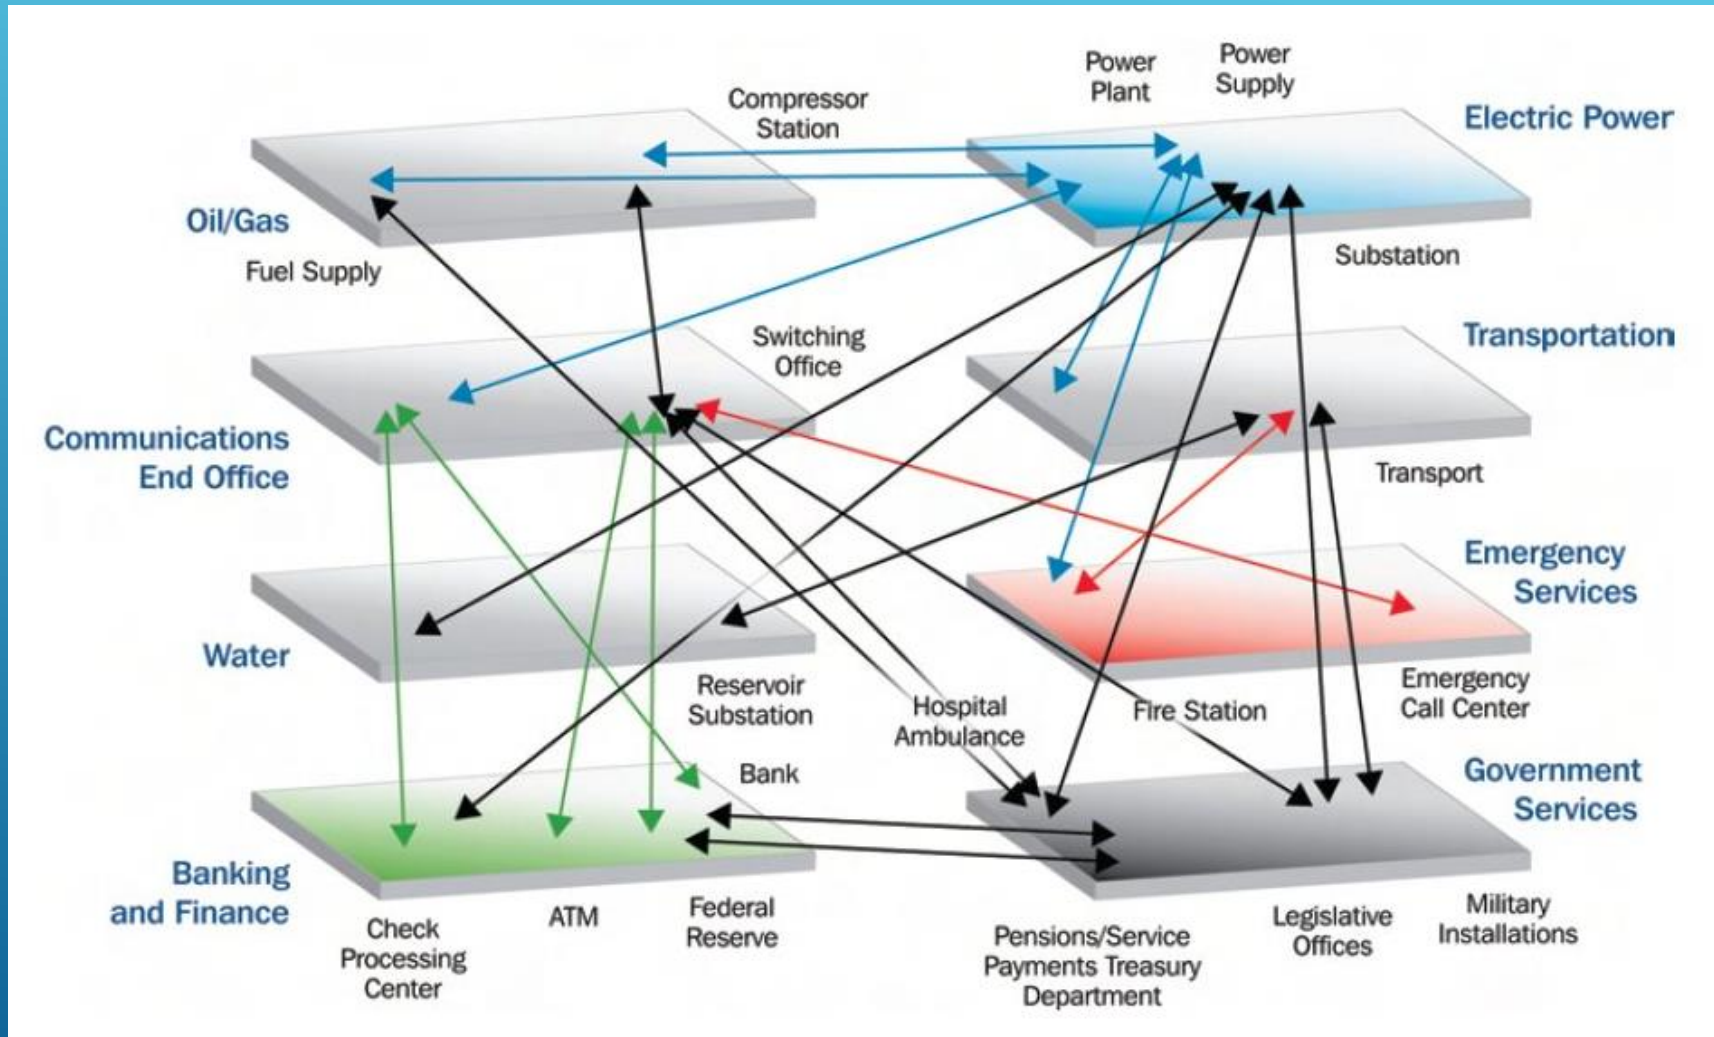 Power
Plant
Power
Supply
Compressor
Station
Electric Power
Oil/Gas
Fuel Supply
Substation
Switching
Office
Transportation
Communications
End Office
Transport
Emergency
Services
Water
Reservoir
Substation
Hospital
Ambulance
Fire Station
Emergency
Call Center
Bank
Government
Services
Banking
and Finance
Check
Processing
Center
ATM
Federal
Reserve
Pensions/Service
Payments Treasury
Department
Legislative
Offices
Military
Installations